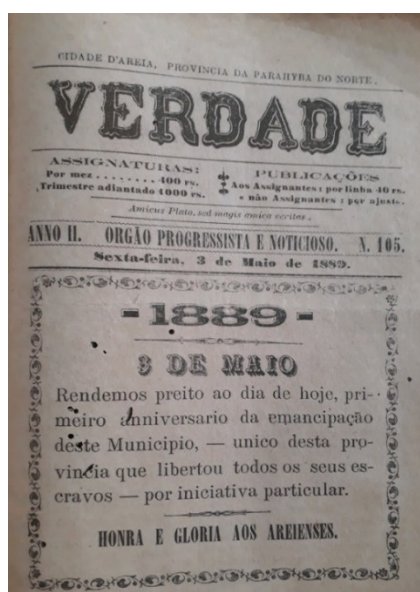 CIDADE D'AREIA, PROVINCIA DA PARAHYBA DO NORTE.
VERDADE
ASSIGNATURAS:
Por mez ........ 400 rs.
Trimestre adiantado 1000 rs.
PUBLICAÇÕES
Aos Assignantes: por linha 40 rs.
« não Assignantes: por ajuste.
Amicus Plato, sed magis amica veritas.
ANNO II. ORGÃO PROGRESSISTA E NOTICIOSO. N. 105.
Sexta-feira, 3 de Maio de 1889.
- 1889 -
3 DE MAIO
Rendemos preito ao dia de hoje, pri-
meiro anniversario da emancipação
deste Municipio, — unico desta pro-
vincia que libertou todos os seus es-
cravos — por iniciativa particular.
HONRA E GLORIA AOS AREIENSES.